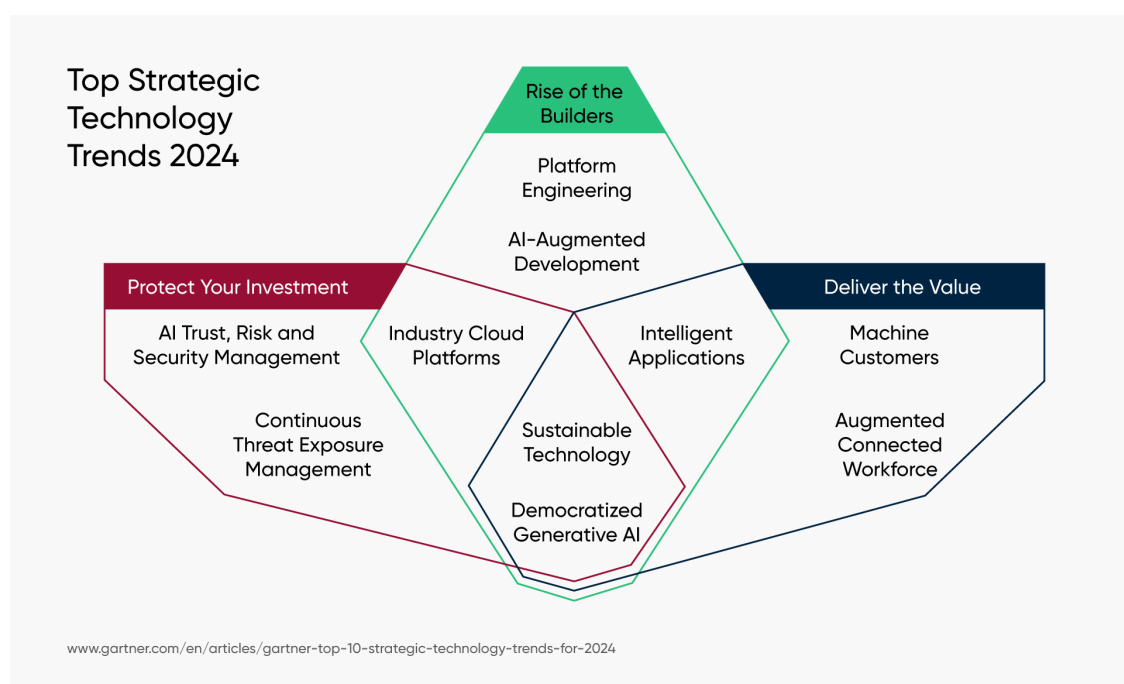 Top Strategic
Technology
Trends 2024
Rise of the
Builders
Platform
Engineering
AI-Augmented
Development
Protect Your Investment
Deliver the Value
AI Trust, Risk and
Security Management
Industry Cloud
Platforms
Intelligent
Applications
Machine
Customers
Continuous
Threat Exposure
Management
Sustainable
Technology
Augmented
Connected
Workforce
Democratized
Generative AI
www.gartner.com/en/articles/gartner-top-10-strategic-technology-trends-for-2024